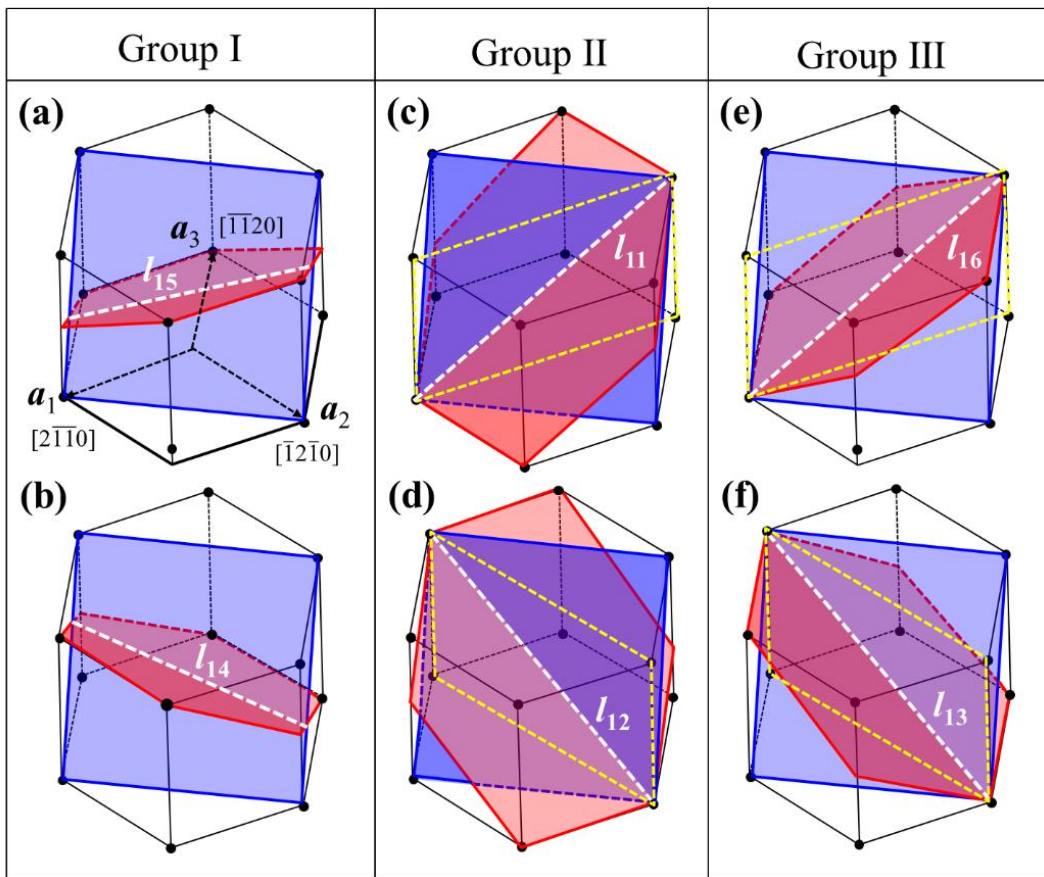 Group I
Group II
Group III
(a)
(c)
(e)
a₃ [1̅1̅20]
l₁₅
l₁₁
l₁₆
a₁
[21̅1̅0]
a₂
[1̅21̅0]
(b)
(d)
(f)
l₁₄
l₁₂
l₁₃